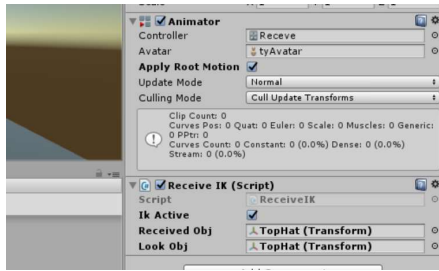 Animator
Controller Receve
Avatar tyAvatar
Apply Root Motion
Update Mode Normal
Culling Mode Cull Update Transforms
Clip Count: 0
Curves Pos: 0 Quat: 0 Euler: 0 Scale: 0 Muscles: 0 Generic:
0 PPtr: 0
Curves Count: 0 Constant: 0 (0.0%) Dense: 0 (0.0%)
Stream: 0 (0.0%)
Receive IK (Script)
Script ReceiveIK
Ik Active
Received Obj TopHat (Transform)
Look Obj TopHat (Transform)